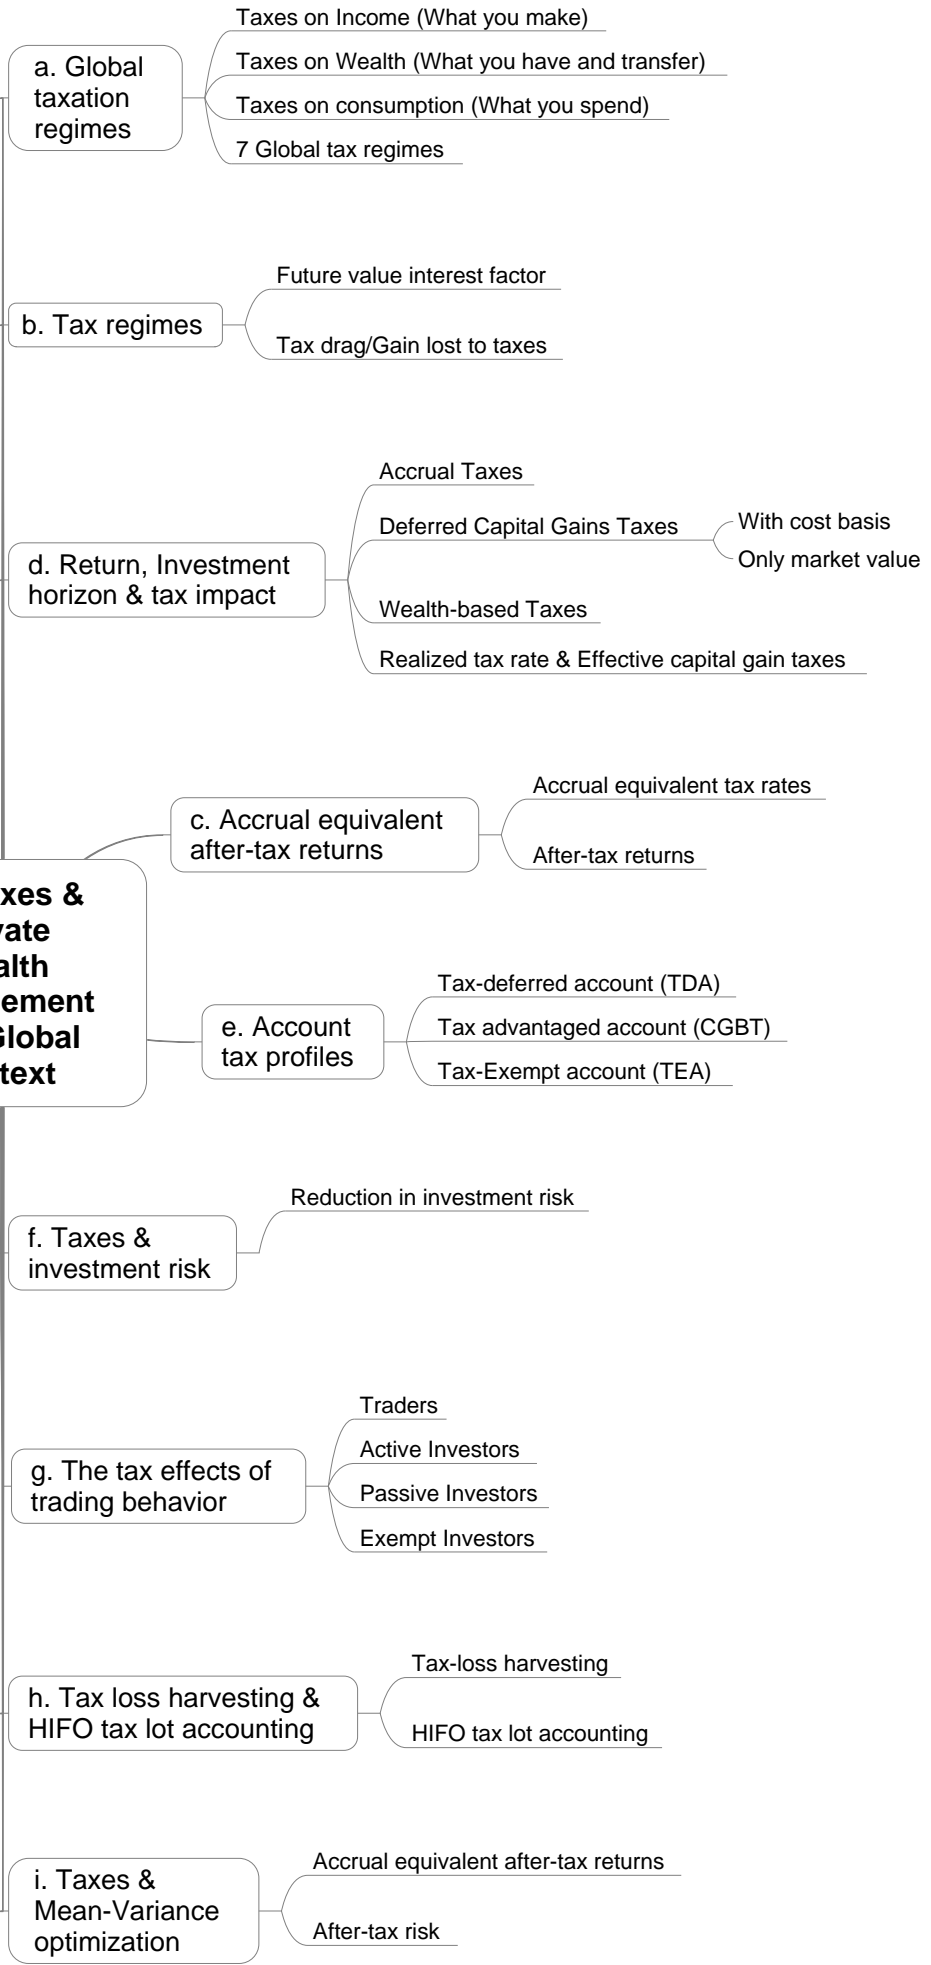 a. Global
taxation
regimes
Taxes on Income (What you make)
Taxes on Wealth (What you have and transfer)
Taxes on consumption (What you spend)
7 Global tax regimes
b. Tax regimes
Future value interest factor
Tax drag/Gain lost to taxes
d. Return, Investment
horizon & tax impact
Accrual Taxes
Deferred Capital Gains Taxes
With cost basis
Only market value
Wealth-based Taxes
Realized tax rate & Effective capital gain taxes
c. Accrual equivalent
after-tax returns
Accrual equivalent tax rates
After-tax returns
xes &
vate
alth
ement
Global
text
e. Account
tax profiles
Tax-deferred account (TDA)
Tax advantaged account (CGBT)
Tax-Exempt account (TEA)
f. Taxes &
investment risk
Reduction in investment risk
g. The tax effects of
trading behavior
Traders
Active Investors
Passive Investors
Exempt Investors
h. Tax loss harvesting &
HIFO tax lot accounting
Tax-loss harvesting
HIFO tax lot accounting
i. Taxes &
Mean-Variance
optimization
Accrual equivalent after-tax returns
After-tax risk